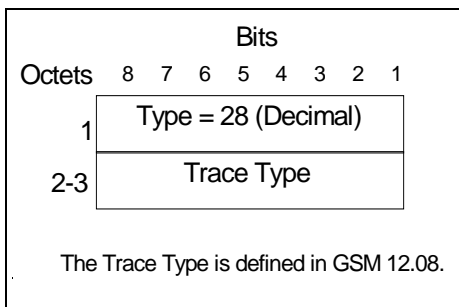 Bits
Octets 8 7 6 5 4 3 2 1
1 Type = 28 (Decimal)
2-3 Trace Type
The Trace Type is defined in GSM 12.08.